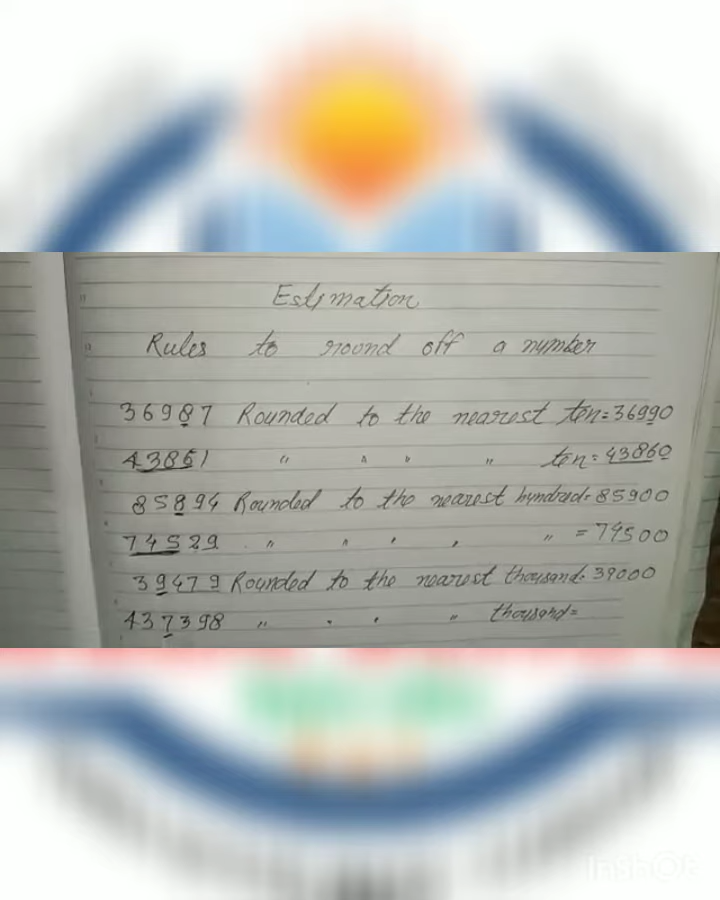 Estimation
Rules to round off a number
36987 Rounded to the nearest ten = 36990
43861 " " " " ten = 43860
85894 Rounded to the nearest hundred = 85900
74529 " " " " " = 74500
39479 Rounded to the nearest thousand = 39000
437398 " " " " thousand =
InShOt